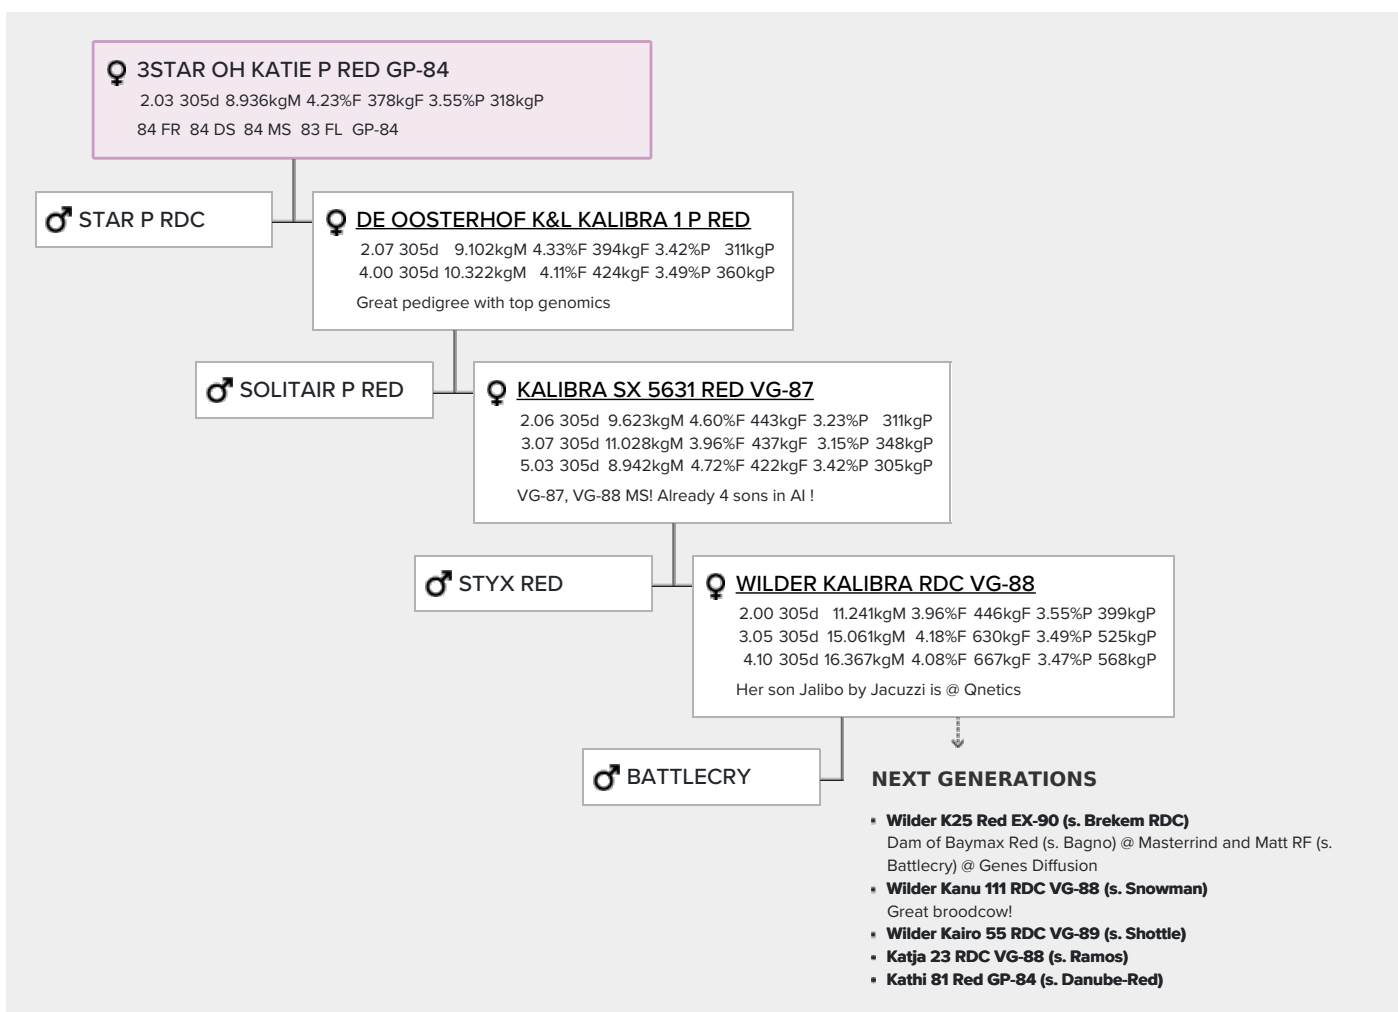 3STAR OH KATIE P RED GP-84
2.03 305d 8.936kgM 4.23%F 378kgF 3.55%P 318kgP
84 FR 84 DS 84 MS 83 FL GP-84
STAR P RDC
DE OOSTERHOF K&L KALIBRA 1 P RED
2.07 305d 9.102kgM 4.33%F 394kgF 3.42%P 311kgP
4.00 305d 10.322kgM 4.11%F 424kgF 3.49%P 360kgP
Great pedigree with top genomics
SOLITAIR P RED
KALIBRA SX 5631 RED VG-87
2.06 305d 9.623kgM 4.60%F 443kgF 3.23%P 311kgP
3.07 305d 11.028kgM 3.96%F 437kgF 3.15%P 348kgP
5.03 305d 8.942kgM 4.72%F 422kgF 3.42%P 305kgP
VG-87, VG-88 MS! Already 4 sons in AI !
STYX RED
WILDER KALIBRA RDC VG-88
2.00 305d 11.241kgM 3.96%F 446kgF 3.55%P 399kgP
3.05 305d 15.061kgM 4.18%F 630kgF 3.49%P 525kgP
4.10 305d 16.367kgM 4.08%F 667kgF 3.47%P 568kgP
Her son Jalibo by Jacuzzi is @ Qnetics
BATTLECRY
NEXT GENERATIONS
Wilder K25 Red EX-90 (s. Brekem RDC)
Dam of Baymax Red (s. Bagno) @ Masterrind and Matt RF (s.
Battlecry) @ Genes Diffusion
Wilder Kanu 111 RDC VG-88 (s. Snowman)
Great broodcow!
Wilder Kairo 55 RDC VG-89 (s. Shottle)
Katja 23 RDC VG-88 (s. Ramos)
Kathi 81 Red GP-84 (s. Danube-Red)